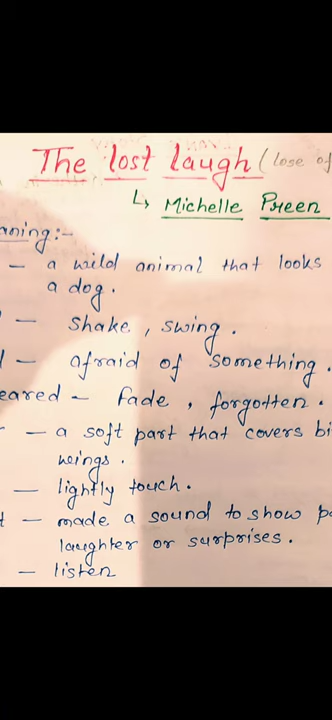 The lost laugh (lose of
↳ Michelle Preen
aning:-
— a wild animal that looks
a dog.
— shake, swing.
— afraid of something.
eared — fade, forgotten.
— a soft part that covers bi
weings.
— lightly touch.
t — made a sound to show p
laughter or surprises.
— listen